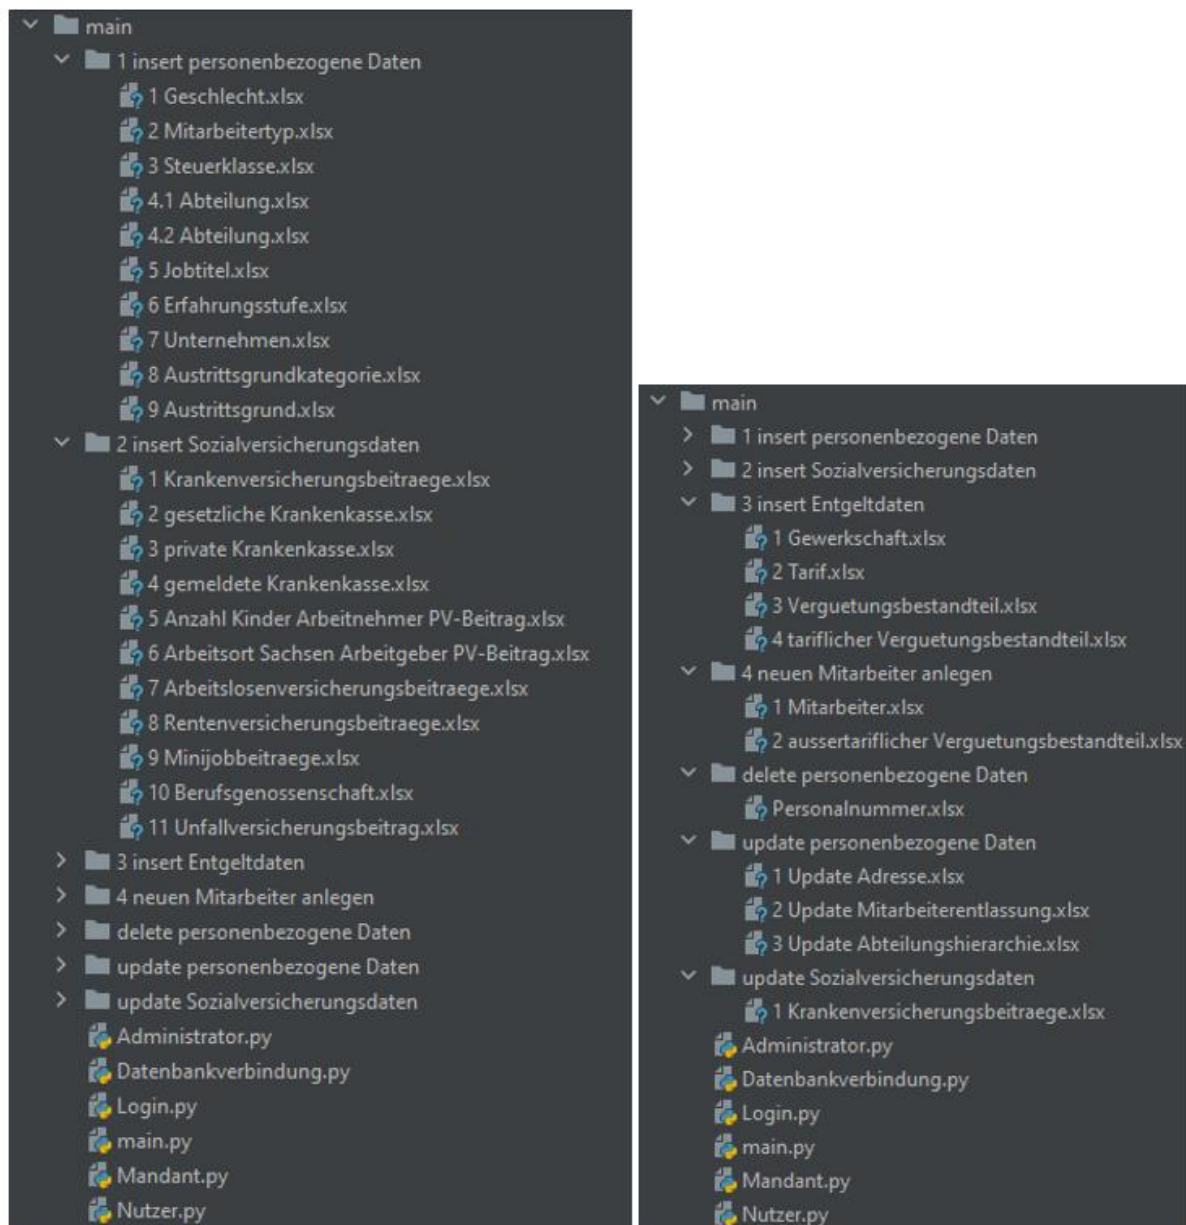 main
1 insert personenbezogene Daten
1 Geschlecht.xlsx
2 Mitarbeitertyp.xlsx
3 Steuerklasse.xlsx
4.1 Abteilung.xlsx
4.2 Abteilung.xlsx
5 Jobtitel.xlsx
6 Erfahrungsstufe.xlsx
7 Unternehmen.xlsx
8 Austrittsgrundkategorie.xlsx
9 Austrittsgrund.xlsx
2 insert Sozialversicherungsdaten
1 Krankenversicherungsbeitraege.xlsx
2 gesetzliche Krankenkasse.xlsx
3 private Krankenkasse.xlsx
4 gemeldete Krankenkasse.xlsx
5 Anzahl Kinder Arbeitnehmer PV-Beitrag.xlsx
6 Arbeitsort Sachsen Arbeitgeber PV-Beitrag.xlsx
7 Arbeitslosenversicherungsbeitraege.xlsx
8 Rentenversicherungsbeitraege.xlsx
9 Minijobbeitraege.xlsx
10 Berufsgenossenschaft.xlsx
11 Unfallversicherungsbeitrag.xlsx
3 insert Entgeltdaten
4 neuen Mitarbeiter anlegen
delete personenbezogene Daten
update personenbezogene Daten
update Sozialversicherungsdaten
Administrator.py
Datenbankverbindung.py
Login.py
main.py
Mandant.py
Nutzer.py
main
1 insert personenbezogene Daten
2 insert Sozialversicherungsdaten
3 insert Entgeltdaten
1 Gewerkschaft.xlsx
2 Tarif.xlsx
3 Verguetungsbestandteil.xlsx
4 tariflicher Verguetungsbestandteil.xlsx
4 neuen Mitarbeiter anlegen
1 Mitarbeiter.xlsx
2 aussertariflicher Verguetungsbestandteil.xlsx
delete personenbezogene Daten
Personalnummer.xlsx
update personenbezogene Daten
1 Update Adresse.xlsx
2 Update Mitarbeiterentlassung.xlsx
3 Update Abteilungshierarchie.xlsx
update Sozialversicherungsdaten
1 Krankenversicherungsbeitraege.xlsx
Administrator.py
Datenbankverbindung.py
Login.py
main.py
Mandant.py
Nutzer.py